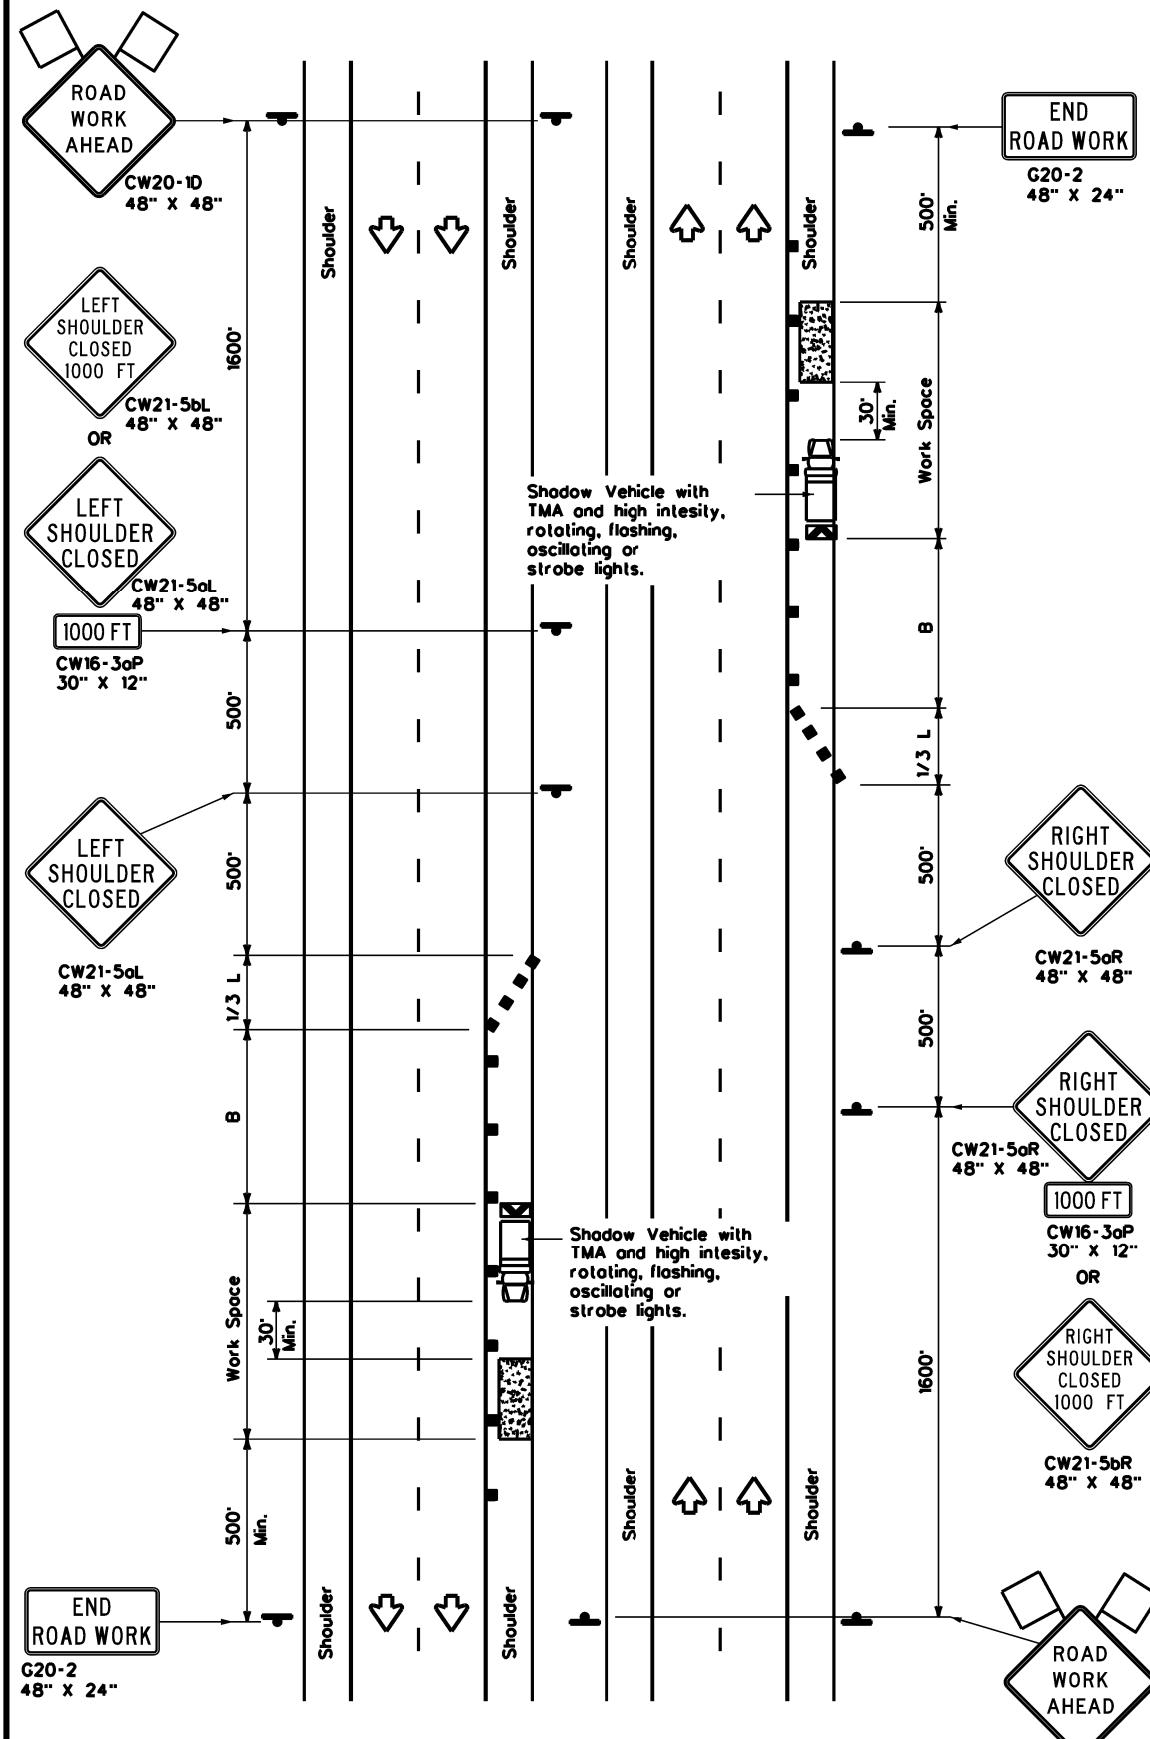 ROAD
WORK
AHEAD
CW20-1D
48" X 48"
LEFT
SHOULDER
CLOSED
1000 FT
CW21-5bL
48" X 48"
OR
LEFT
SHOULDER
CLOSED
CW21-5aL
48" X 48"
1000 FT
CW16-3aP
30" X 12"
LEFT
SHOULDER
CLOSED
CW21-5aL
48" X 48"
END
ROAD WORK
G20-2
48" X 24"
1600'
500'
500'
1/3 L
B
Work Space
30'
Min.
500'
Min.
Shoulder
Shoulder
Shoulder
Shoulder
Shadow Vehicle with
TMA and high intesity,
rotating, flashing,
oscillating or
strobe lights.
Shadow Vehicle with
TMA and high intesity,
rotating, flashing,
oscillating or
strobe lights.
Shoulder
Shoulder
Shoulder
Shoulder
500'
Min.
30'
Min.
Work Space
B
1/3 L
500'
500'
1600'
END
ROAD WORK
G20-2
48" X 24"
RIGHT
SHOULDER
CLOSED
CW21-5aR
48" X 48"
RIGHT
SHOULDER
CLOSED
CW21-5aR
48" X 48"
1000 FT
CW16-3aP
30" X 12"
OR
RIGHT
SHOULDER
CLOSED
1000 FT
CW21-5bR
48" X 48"
ROAD
WORK
AHEAD